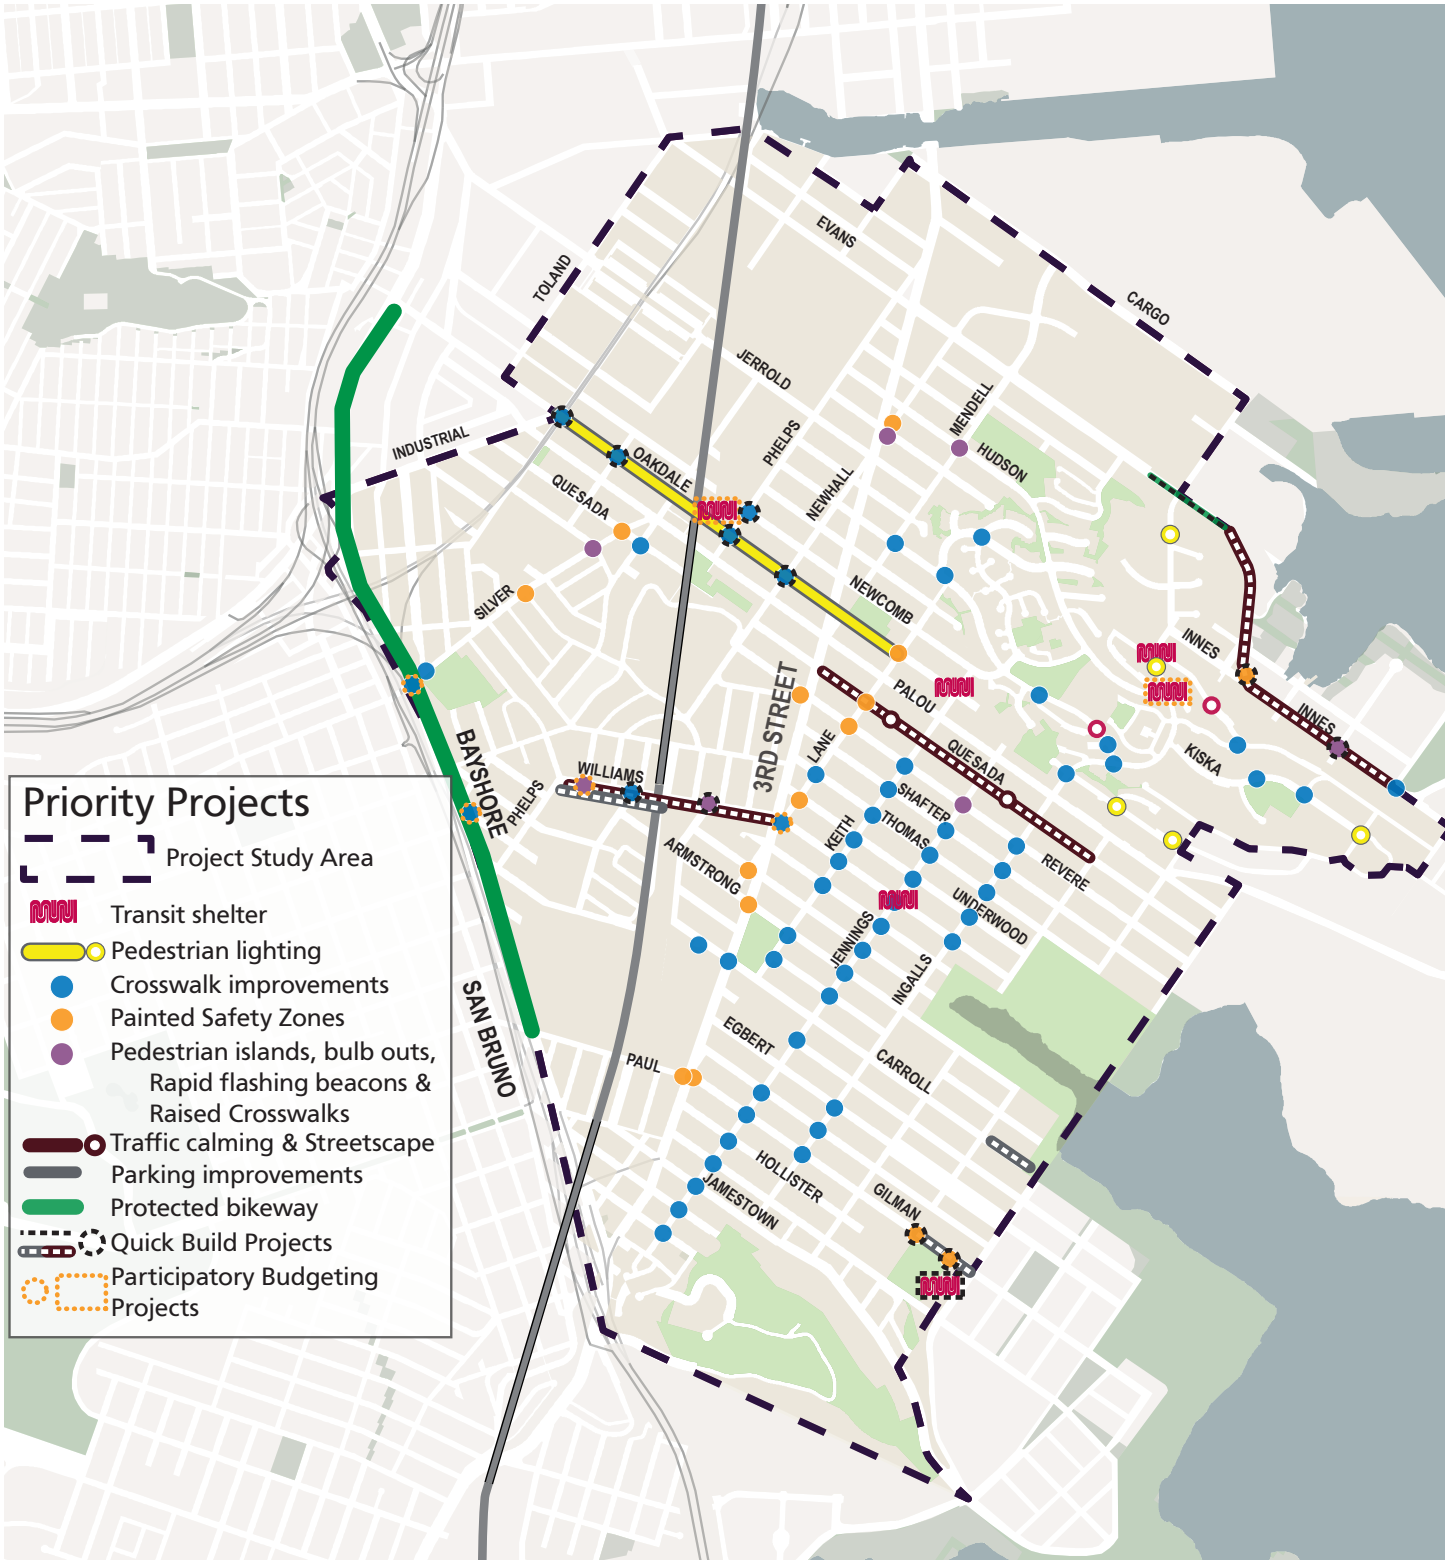 EVANS
TOLAND
CARGO
JERROLD
MENDELL
PHELPS
INDUSTRIAL
OAKDALE
HUDSON
QUESADA
NEWHALL
SILVER
NEWCOMB
INNES
3RD STREET
PALOU
INNES
BAYSHORE
LANE
QUESADA
KISKA
WILLIAMS
PHELPS
SHAFTER
THOMAS
KEITH
ARMSTRONG
REVERE
UNDERWOOD
JENNINGS
INGALLS
SAN BRUNO
EGBERT
CARROLL
PAUL
HOLLISTER
JAMESTOWN
GILMAN
Priority Projects
Project Study Area
Transit shelter
Pedestrian lighting
Crosswalk improvements
Painted Safety Zones
Pedestrian islands, bulb outs,
Rapid flashing beacons &
Raised Crosswalks
Traffic calming & Streetscape
Parking improvements
Protected bikeway
Quick Build Projects
Participatory Budgeting
Projects